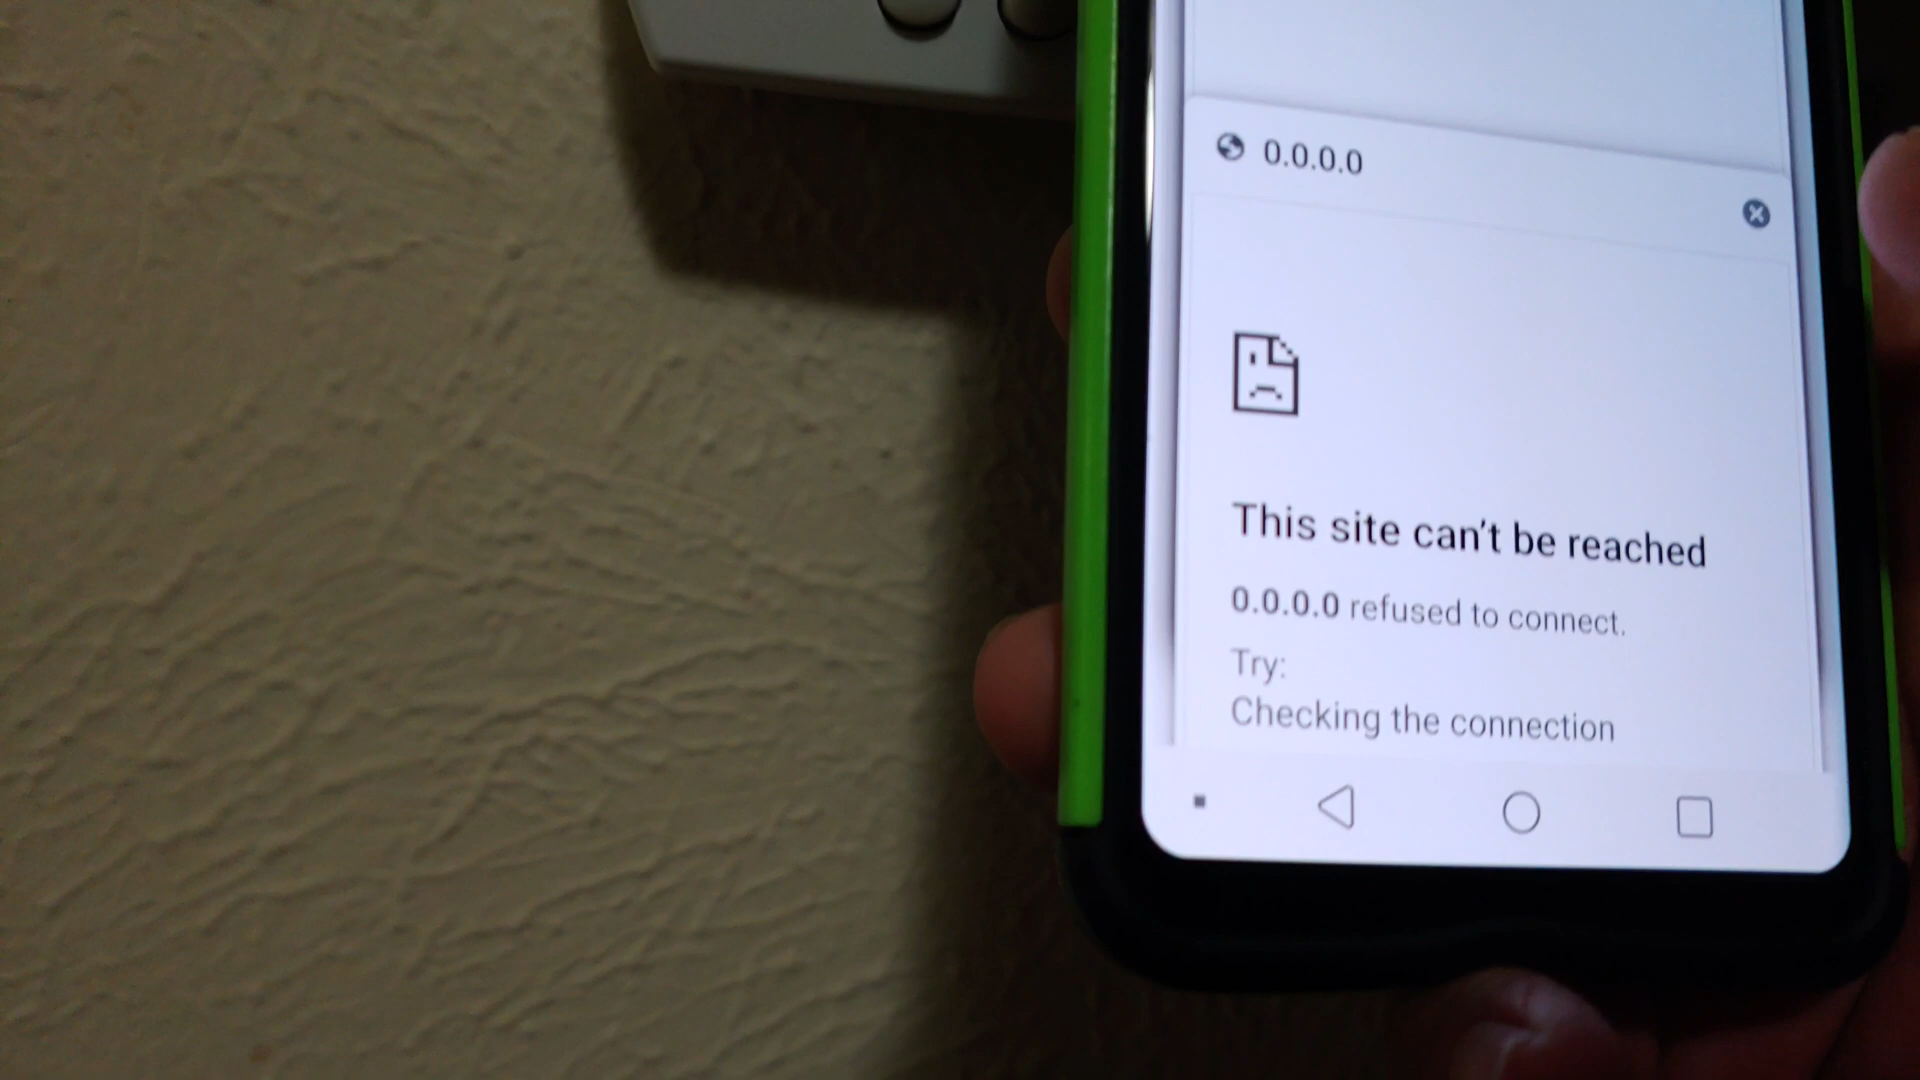 0.0.0.0
This site can't be reached
0.0.0.0 refused to connect.
Try:
Checking the connection